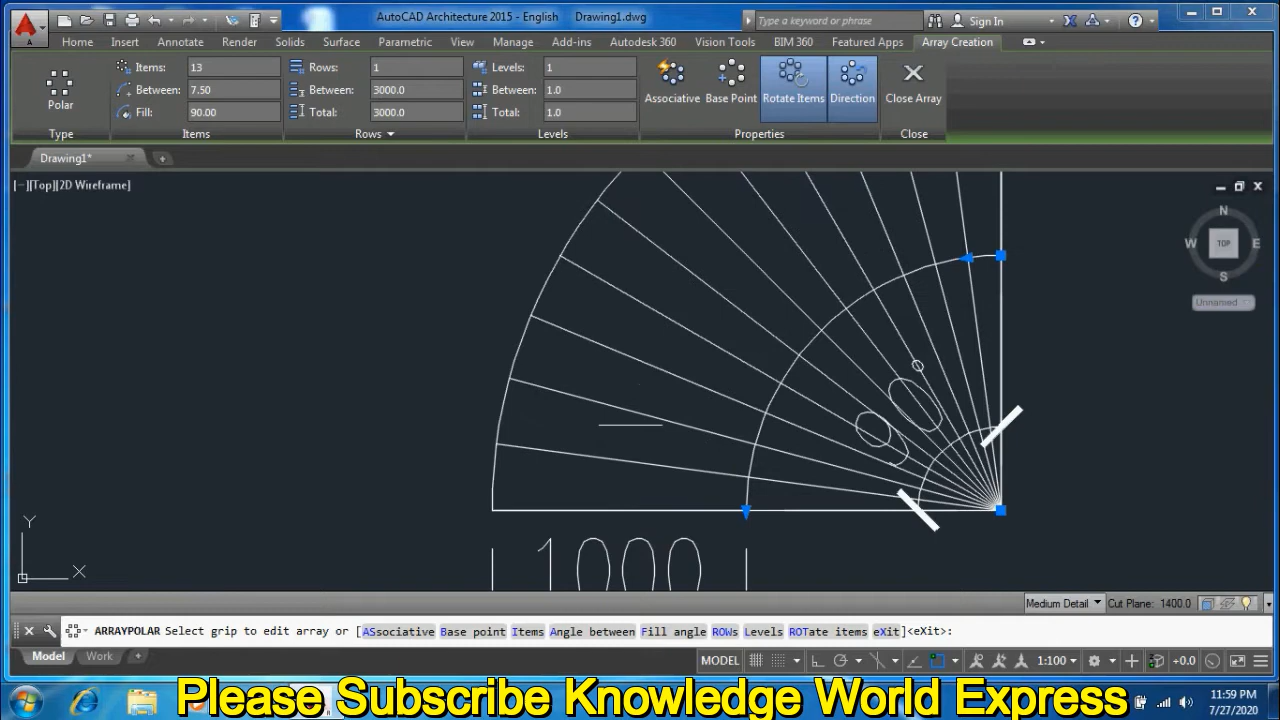 AutoCAD Architecture 2015 - English Drawing1.dwg Type a keyword or phrase Sign In
Home Insert Annotate Render Solids Surface Parametric View Manage Add-ins Autodesk 360 Vision Tools BIM 360 Featured Apps Array Creation
Items: 13 Rows: 1 Levels: 1
Between: 7.50 Between: 3000.0 Between: 1.0
Fill: 90.00 Total: 3000.0 Total: 1.0
Polar Associative Base Point Rotate Items Direction Close Array
Type Items Rows Levels Properties Close
Drawing1*
[−][Top][2D Wireframe]
N
W TOP E
S
Unnamed
90°
1000
Y
X
Medium Detail Cut Plane: 1400.0
ARRAYPOLAR Select grip to edit array or [ASsociative Base point Items Angle between Fill angle ROWs Levels ROTate items eXit]<eXit>:
Model Work + MODEL 1:100 +0.0
11:59 PM
7/27/2020
Please Subscribe Knowledge World Express